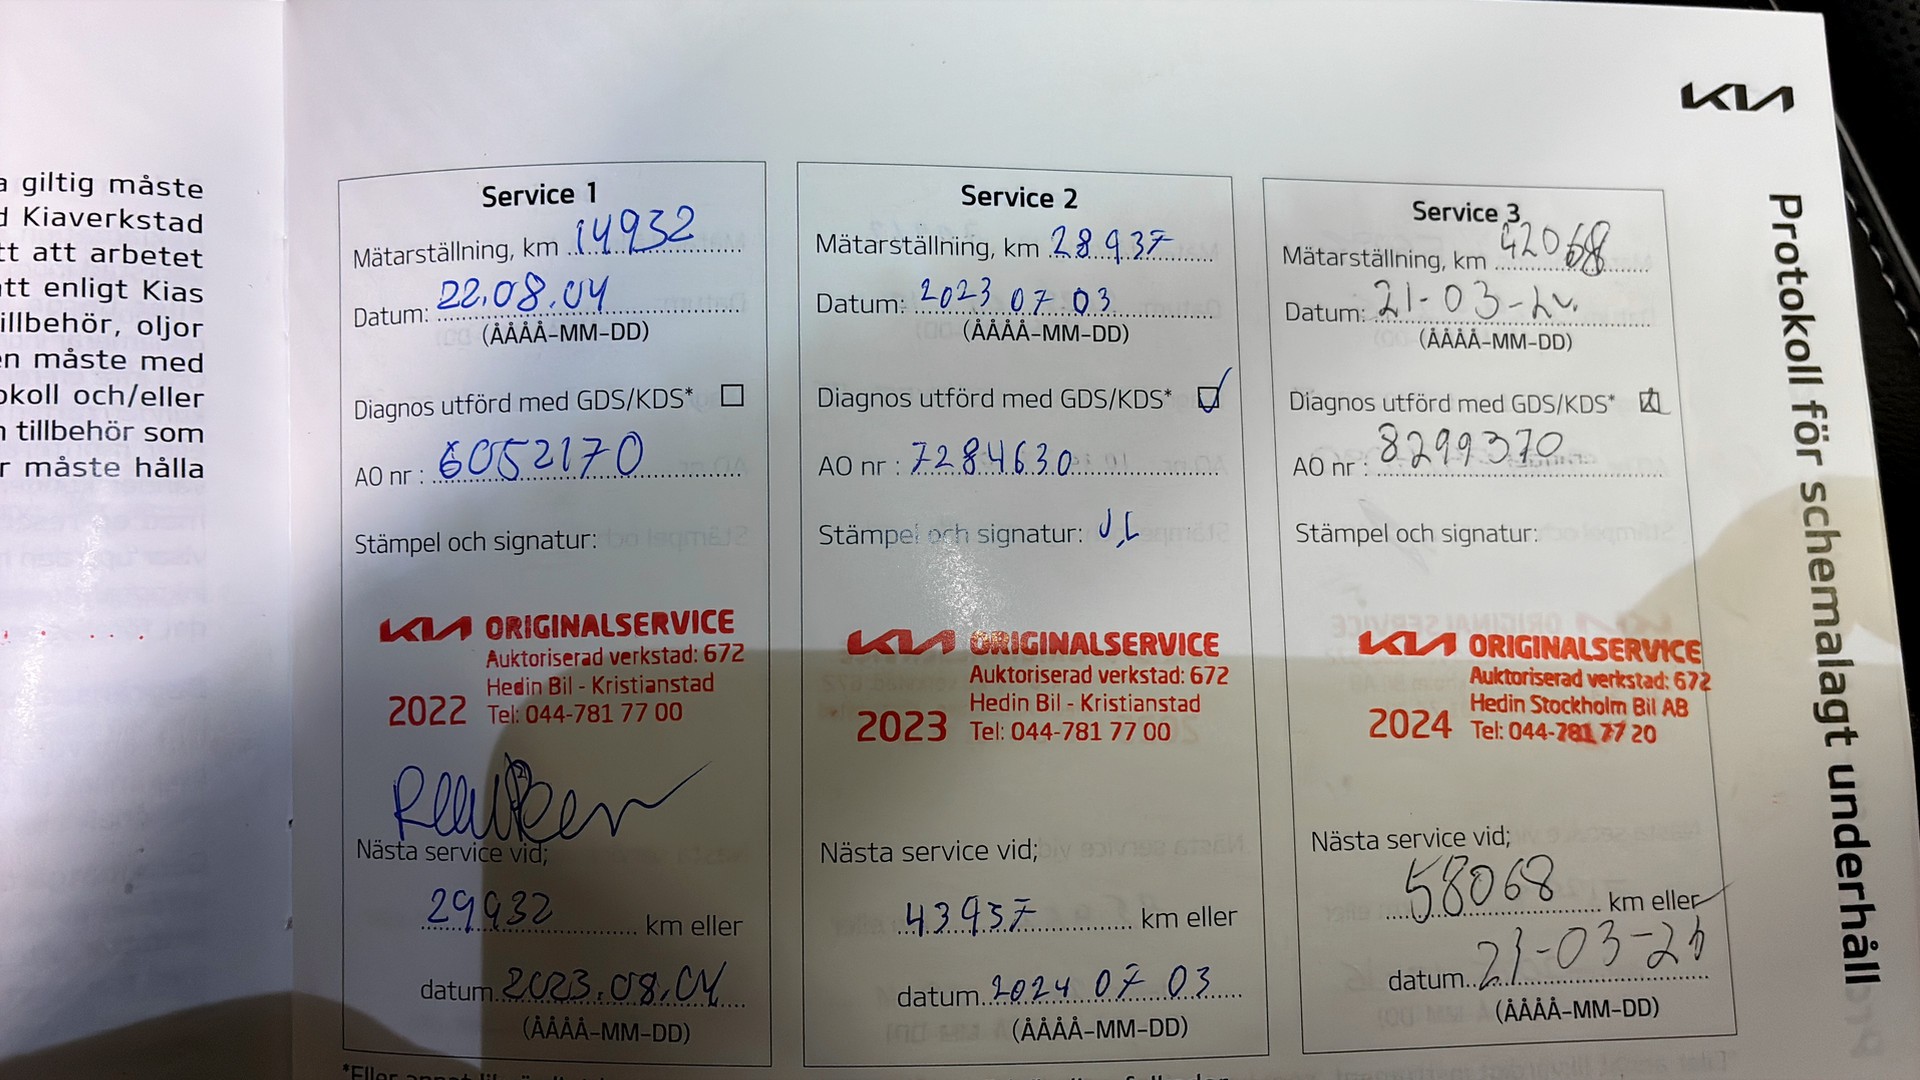 KIA
a giltig måste
d Kiaverkstad
tt att arbetet
att enligt Kias
illbehör, oljor
en måste med
okoll och/eller
n tillbehör som
r måste hålla
Service 1
Mätarställning, km 14932
Datum: 22.08.04
(ÅÅÅÅ-MM-DD)
Diagnos utförd med GDS/KDS*
AO nr : 6052170
Stämpel och signatur:
KIA ORIGINALSERVICE
Auktoriserad verkstad: 672
Hedin Bil - Kristianstad
2022 Tel: 044-781 77 00
Nästa service vid;
29932 km eller
datum 2023.08.04
(ÅÅÅÅ-MM-DD)
Service 2
Mätarställning, km 28937
Datum: 2023 07 03
(ÅÅÅÅ-MM-DD)
Diagnos utförd med GDS/KDS*
AO nr : 7284630
Stämpel och signatur: J,L
KIA ORIGINALSERVICE
Auktoriserad verkstad: 672
Hedin Bil - Kristianstad
2023 Tel: 044-781 77 00
Nästa service vid;
43937 km eller
datum 2024 07 03
(ÅÅÅÅ-MM-DD)
Service 3
Mätarställning, km 42068
Datum: 21-03-
(ÅÅÅÅ-MM-DD)
Diagnos utförd med GDS/KDS*
AO nr : 8299370
Stämpel och signatur:
KIA ORIGINALSERVICE
Auktoriserad verkstad: 672
Hedin Stockholm Bil AB
2024 Tel: 044-781 77 20
Nästa service vid;
58068 km eller
datum 21-03-26
(ÅÅÅÅ-MM-DD)
Protokoll för schemalagt underhåll